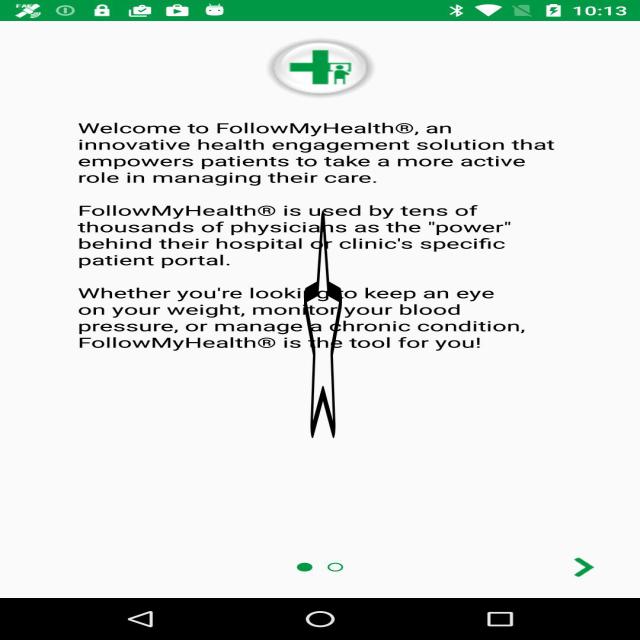 10:13
Welcome to FollowMyHealth®, an
innovative health engagement solution that
empowers patients to take a more active
role in managing their care.
FollowMyHealth® is used by tens of
thousands of physicians as the "power"
behind their hospital or clinic's specific
patient portal.
Whether you're looking to keep an eye
on your weight, monitor your blood
pressure, or manage a chronic condition,
FollowMyHealth® is the tool for you!